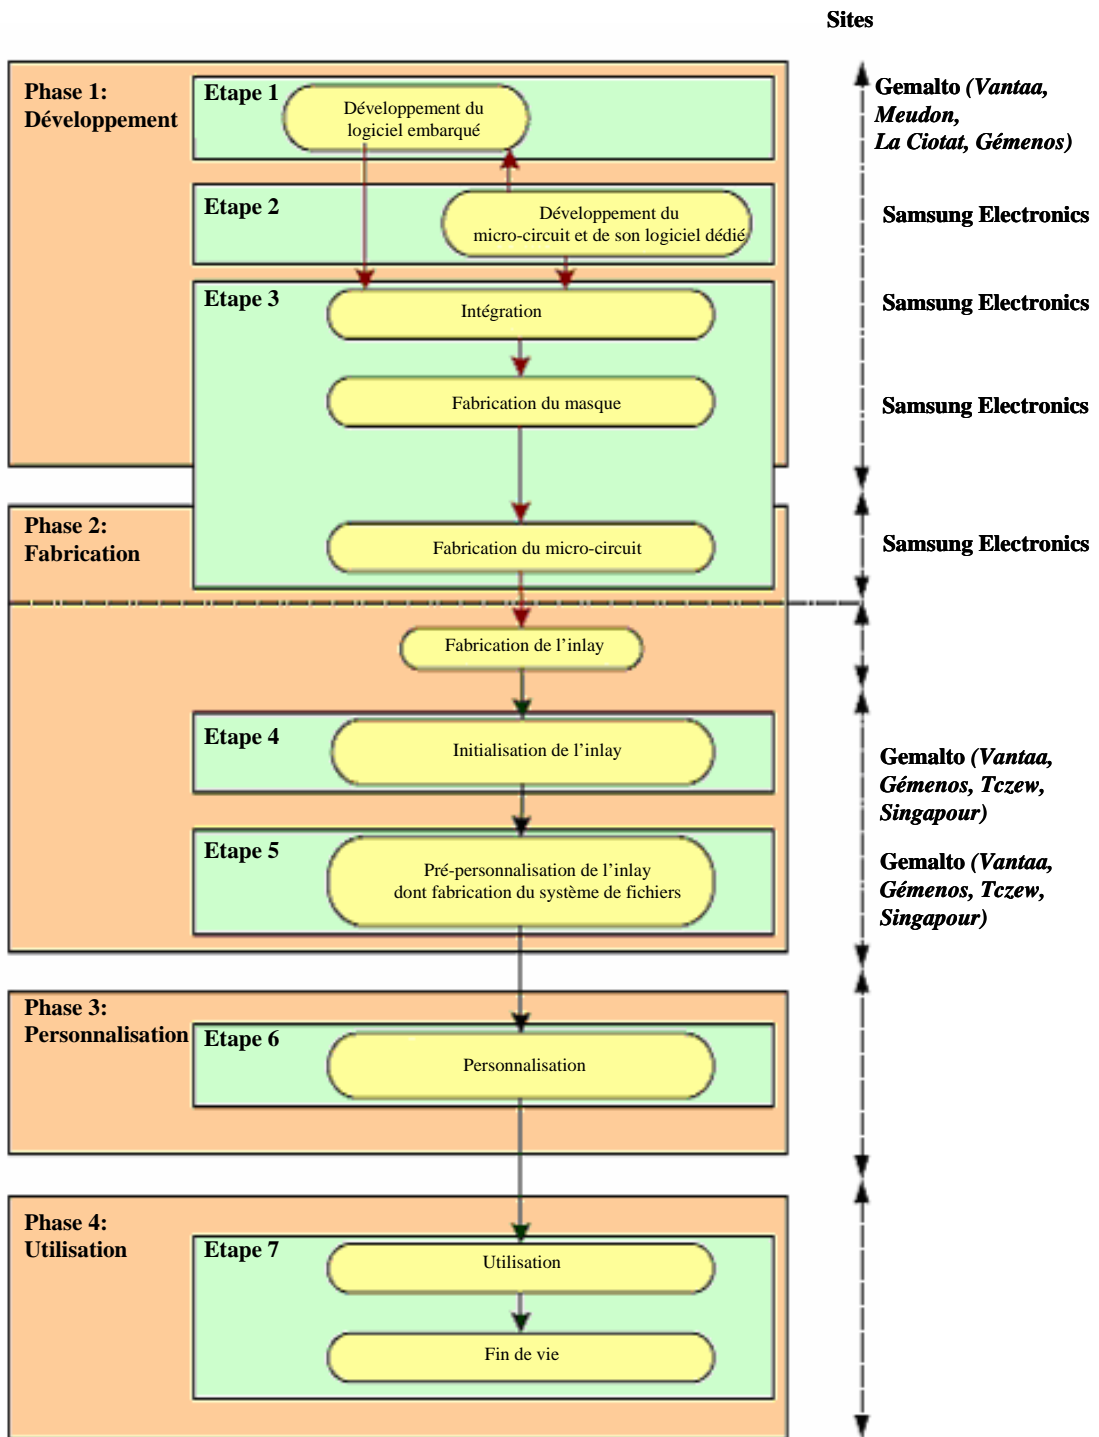 Sites
Phase 1:
Développement
Etape 1
Développement du
logiciel embarqué
Gemalto (Vantaa,
Meudon,
La Ciotat, Gémenos)
Etape 2
Développement du
micro-circuit et de son logiciel dédié
Samsung Electronics
Etape 3
Intégration
Samsung Electronics
Fabrication du masque
Samsung Electronics
Phase 2:
Fabrication
Fabrication du micro-circuit
Samsung Electronics
Fabrication de l’inlay
Etape 4
Initialisation de l’inlay
Gemalto (Vantaa,
Gémenos, Tczew,
Singapour)
Etape 5
Pré-personnalisation de l’inlay
dont fabrication du système de fichiers
Gemalto (Vantaa,
Gémenos, Tczew,
Singapour)
Phase 3:
Personnalisation
Etape 6
Personnalisation
Phase 4:
Utilisation
Etape 7
Utilisation
Fin de vie